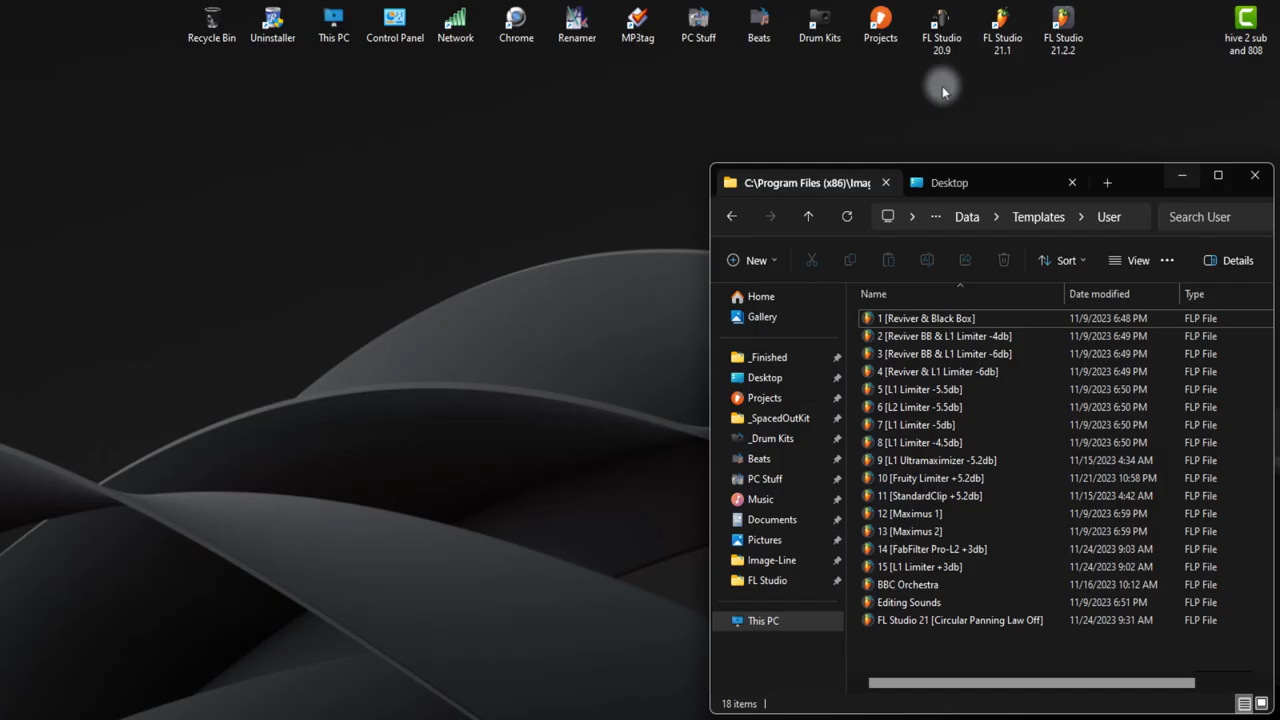 Recycle Bin
Uninstaller
This PC
Control Panel
Network
Chrome
Renamer
MP3tag
PC Stuff
Beats
Drum Kits
Projects
FL Studio
20.9
FL Studio
21.1
FL Studio
21.2.2
hive 2 sub
and 808
C:\Program Files (x86)\Imag
Desktop
Data
Templates
User
Search User
New
Sort
View
Details
Home
Gallery
_Finished
Desktop
Projects
_SpacedOutKit
_Drum Kits
Beats
PC Stuff
Music
Documents
Pictures
Image-Line
FL Studio
This PC
Name Date modified Type
1 [Reviver & Black Box] 11/9/2023 6:48 PM FLP File
2 [Reviver BB & L1 Limiter -4db] 11/9/2023 6:49 PM FLP File
3 [Reviver BB & L1 Limiter -6db] 11/9/2023 6:49 PM FLP File
4 [Reviver & L1 Limiter -6db] 11/9/2023 6:49 PM FLP File
5 [L1 Limiter -5.5db] 11/9/2023 6:50 PM FLP File
6 [L2 Limiter -5.5db] 11/9/2023 6:50 PM FLP File
7 [L1 Limiter -5db] 11/9/2023 6:50 PM FLP File
8 [L1 Limiter -4.5db] 11/9/2023 6:50 PM FLP File
9 [L1 Ultramaximizer -5.2db] 11/15/2023 4:34 AM FLP File
10 [Fruity Limiter +5.2db] 11/21/2023 10:58 PM FLP File
11 [StandardClip +5.2db] 11/15/2023 4:42 AM FLP File
12 [Maximus 1] 11/9/2023 6:59 PM FLP File
13 [Maximus 2] 11/9/2023 6:59 PM FLP File
14 [FabFilter Pro-L2 +3db] 11/24/2023 9:03 AM FLP File
15 [L1 Limiter +3db] 11/24/2023 9:02 AM FLP File
BBC Orchestra 11/16/2023 10:12 AM FLP File
Editing Sounds 11/9/2023 6:51 PM FLP File
FL Studio 21 [Circular Panning Law Off] 11/24/2023 9:31 AM FLP File
18 items